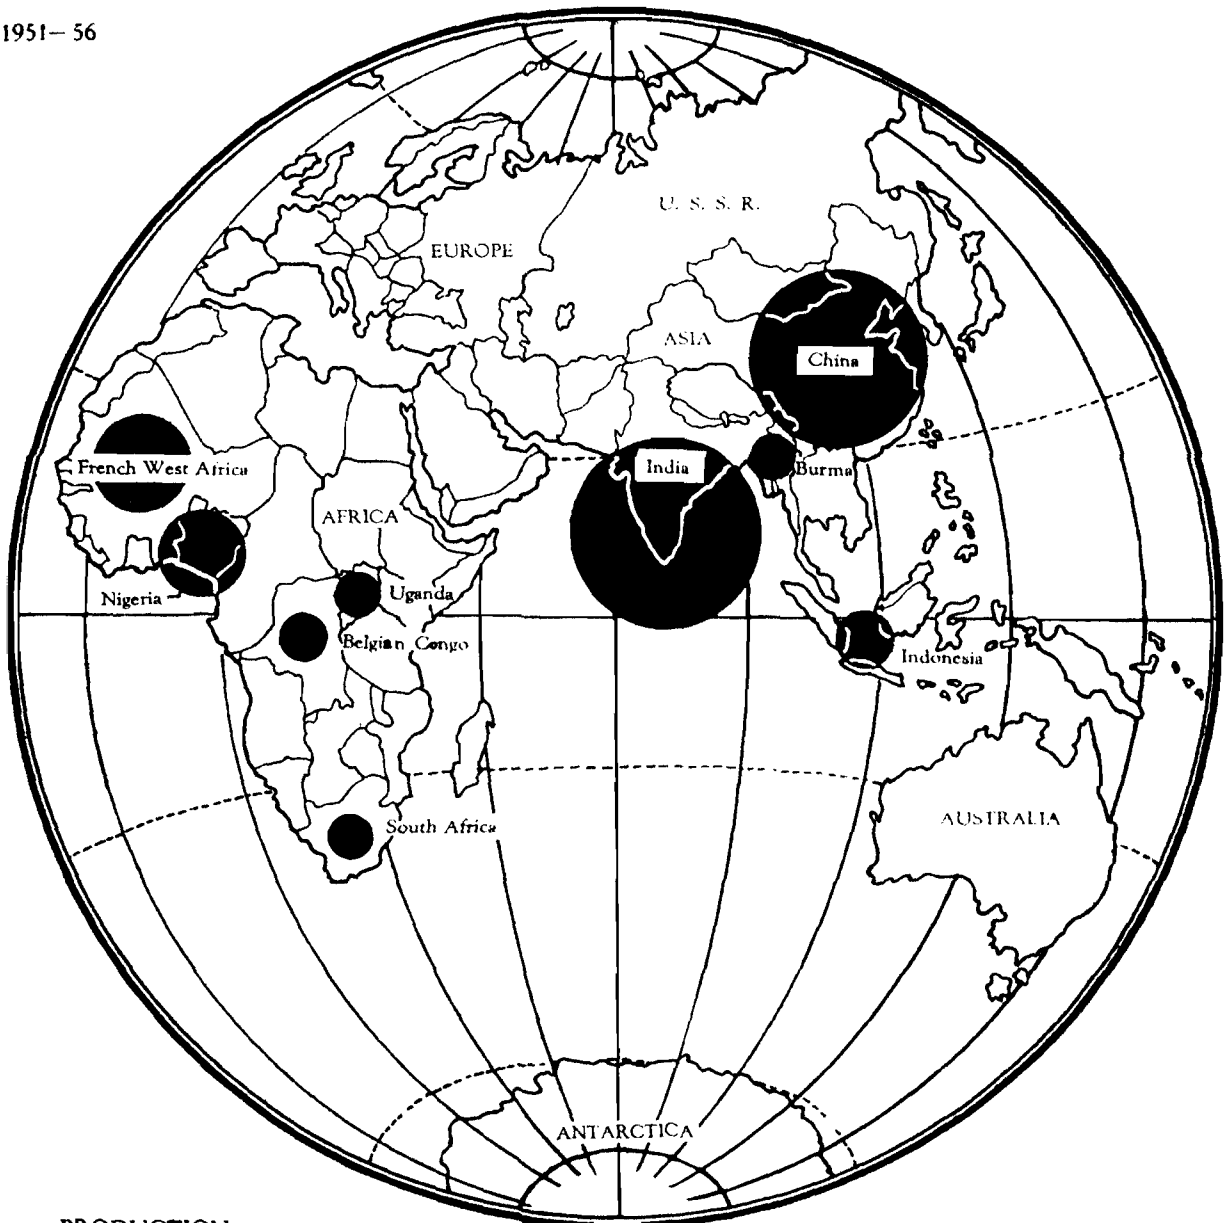 1951– 56
U. S. S. R.
EUROPE
ASIA
China
French West Africa
India
Burma
AFRICA
Nigeria
Uganda
Belgian Congo
Indonesia
South Africa
AUSTRALIA
ANTARCTICA
PRODUCTION